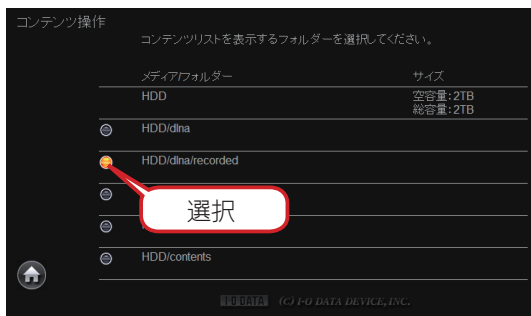 コンテンツ操作
コンテンツリストを表示するフォルダーを選択してください。
メディア/フォルダー サイズ
HDD 空容量:2TB
総容量:2TB
HDD/dlna
HDD/dlna/recorded
選択
HDD/contents
I-O DATA (C) I-O DATA DEVICE, INC.